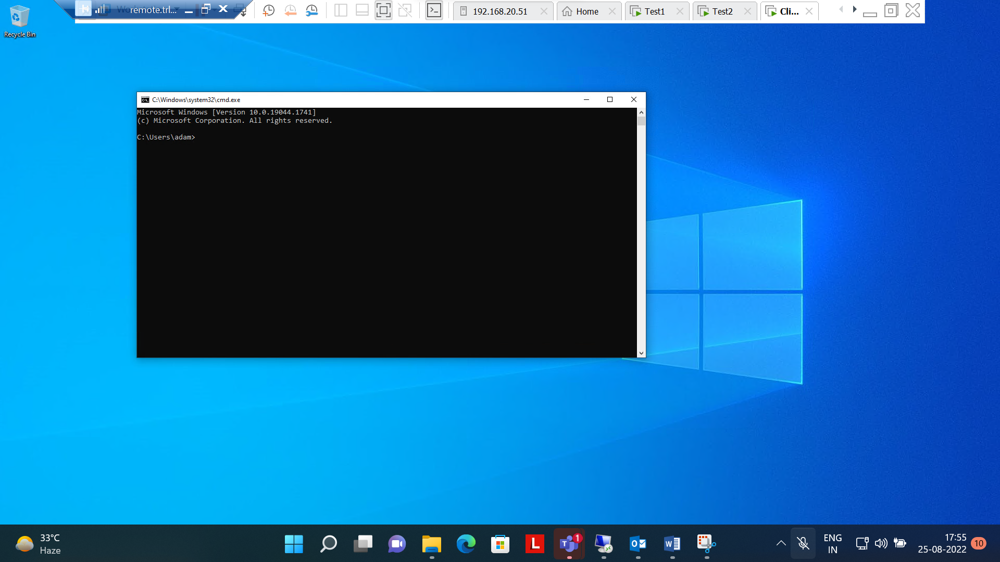 remote.trl...
192.168.20.51
Home
Test1
Test2
Cli...
Recycle Bin
C:\Windows\system32\cmd.exe
Microsoft Windows [Version 10.0.19044.1741]
(c) Microsoft Corporation. All rights reserved.
C:\Users\adam>
33°C
Haze
1
ENG
IN
17:55
25-08-2022
10